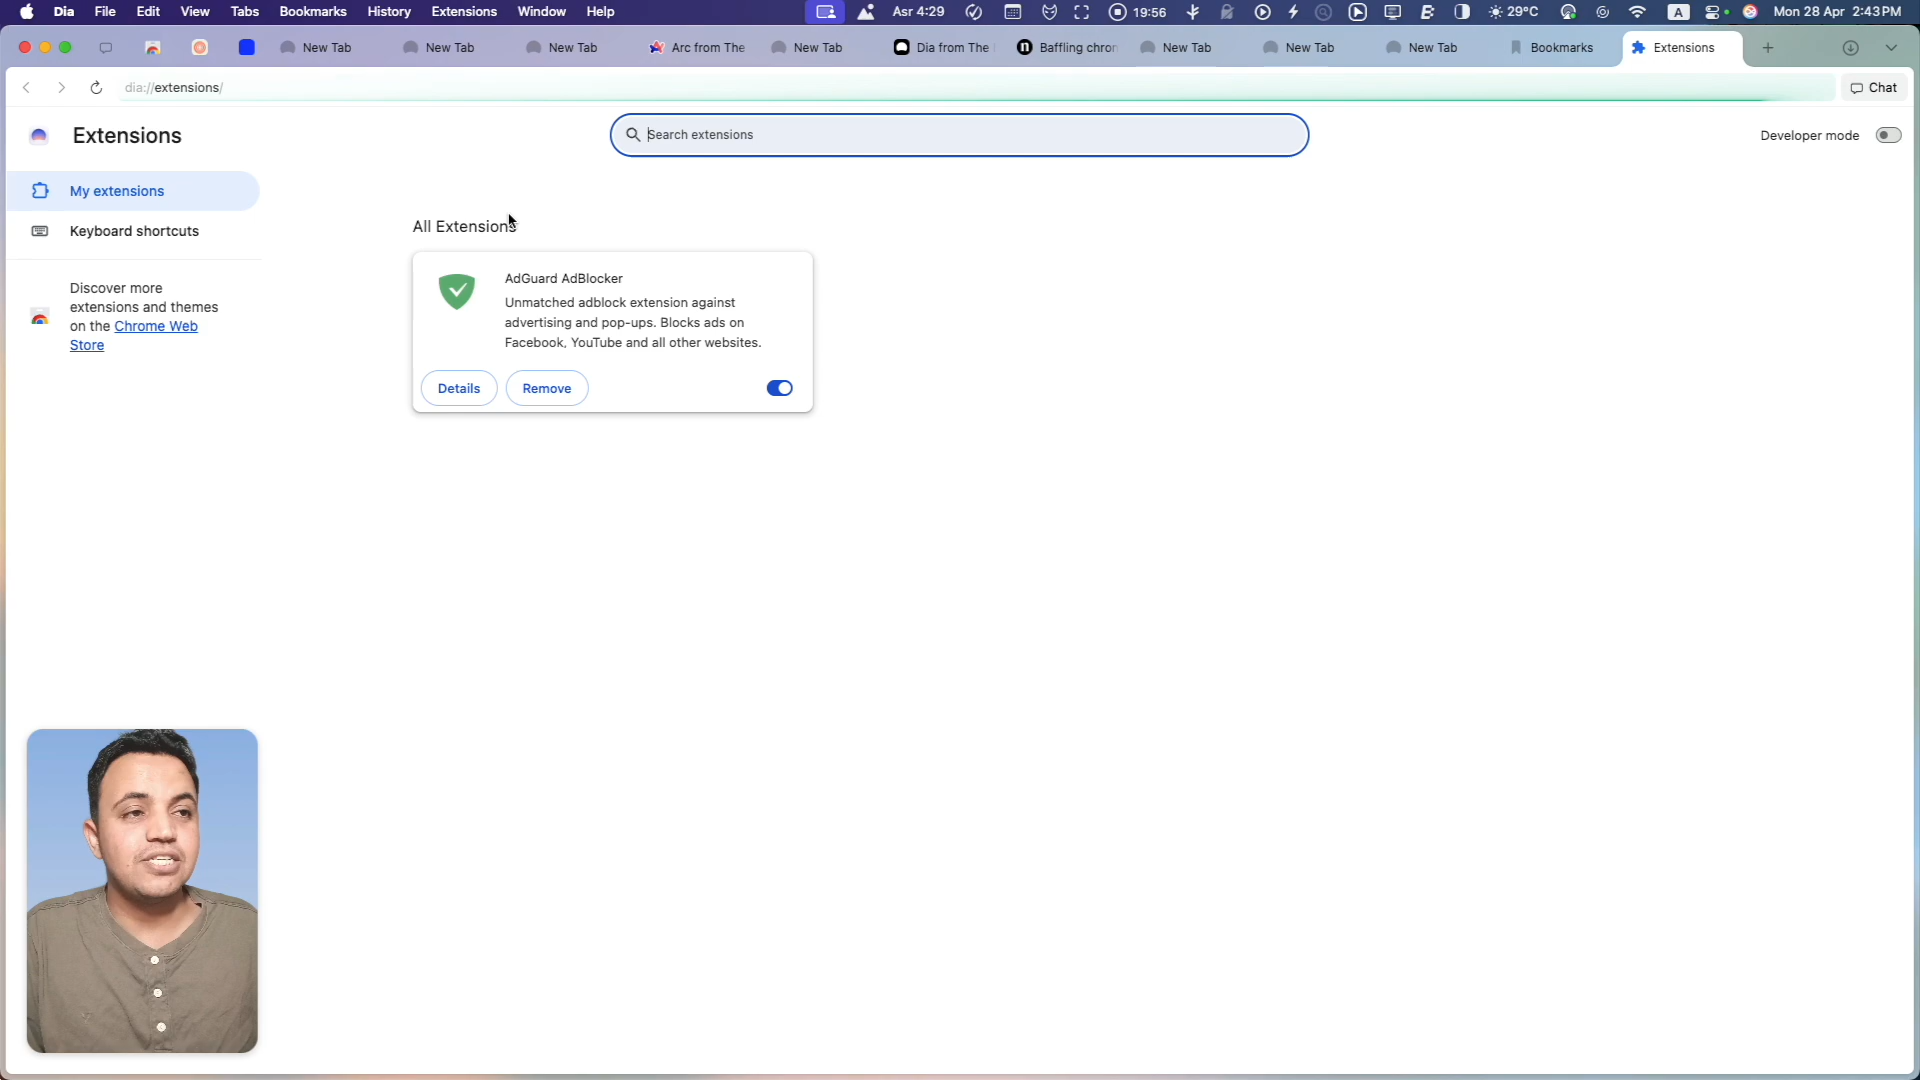 Dia File Edit View Tabs Bookmarks History Extensions Window Help Asr 4:29 19:56 29°C A Mon 28 Apr 2:43 PM
New Tab New Tab New Tab Arc from The New Tab Dia from The Baffling chron New Tab New Tab New Tab Bookmarks Extensions
dia://extensions/ Chat
Extensions
Search extensions
Developer mode
My extensions
Keyboard shortcuts
Discover more
extensions and themes
on the Chrome Web
Store
All Extensions
AdGuard AdBlocker
Unmatched adblock extension against
advertising and pop-ups. Blocks ads on
Facebook, YouTube and all other websites.
Details Remove